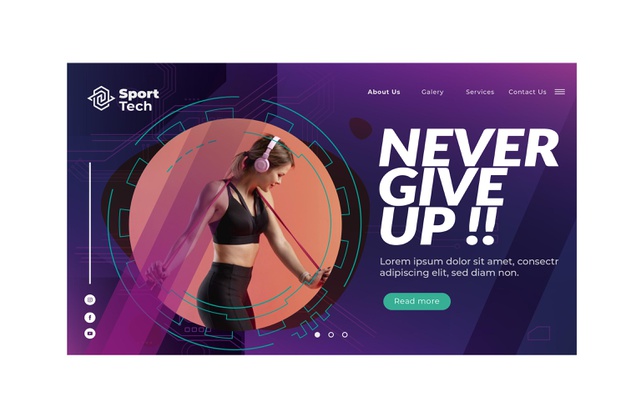 Sport
Tech
About Us
Galery
Services
Contact Us
NEVER
GIVE
UP !!
Lorem ipsum dolor sit amet, consectr
adipiscing elit, sed diam non.
Read more